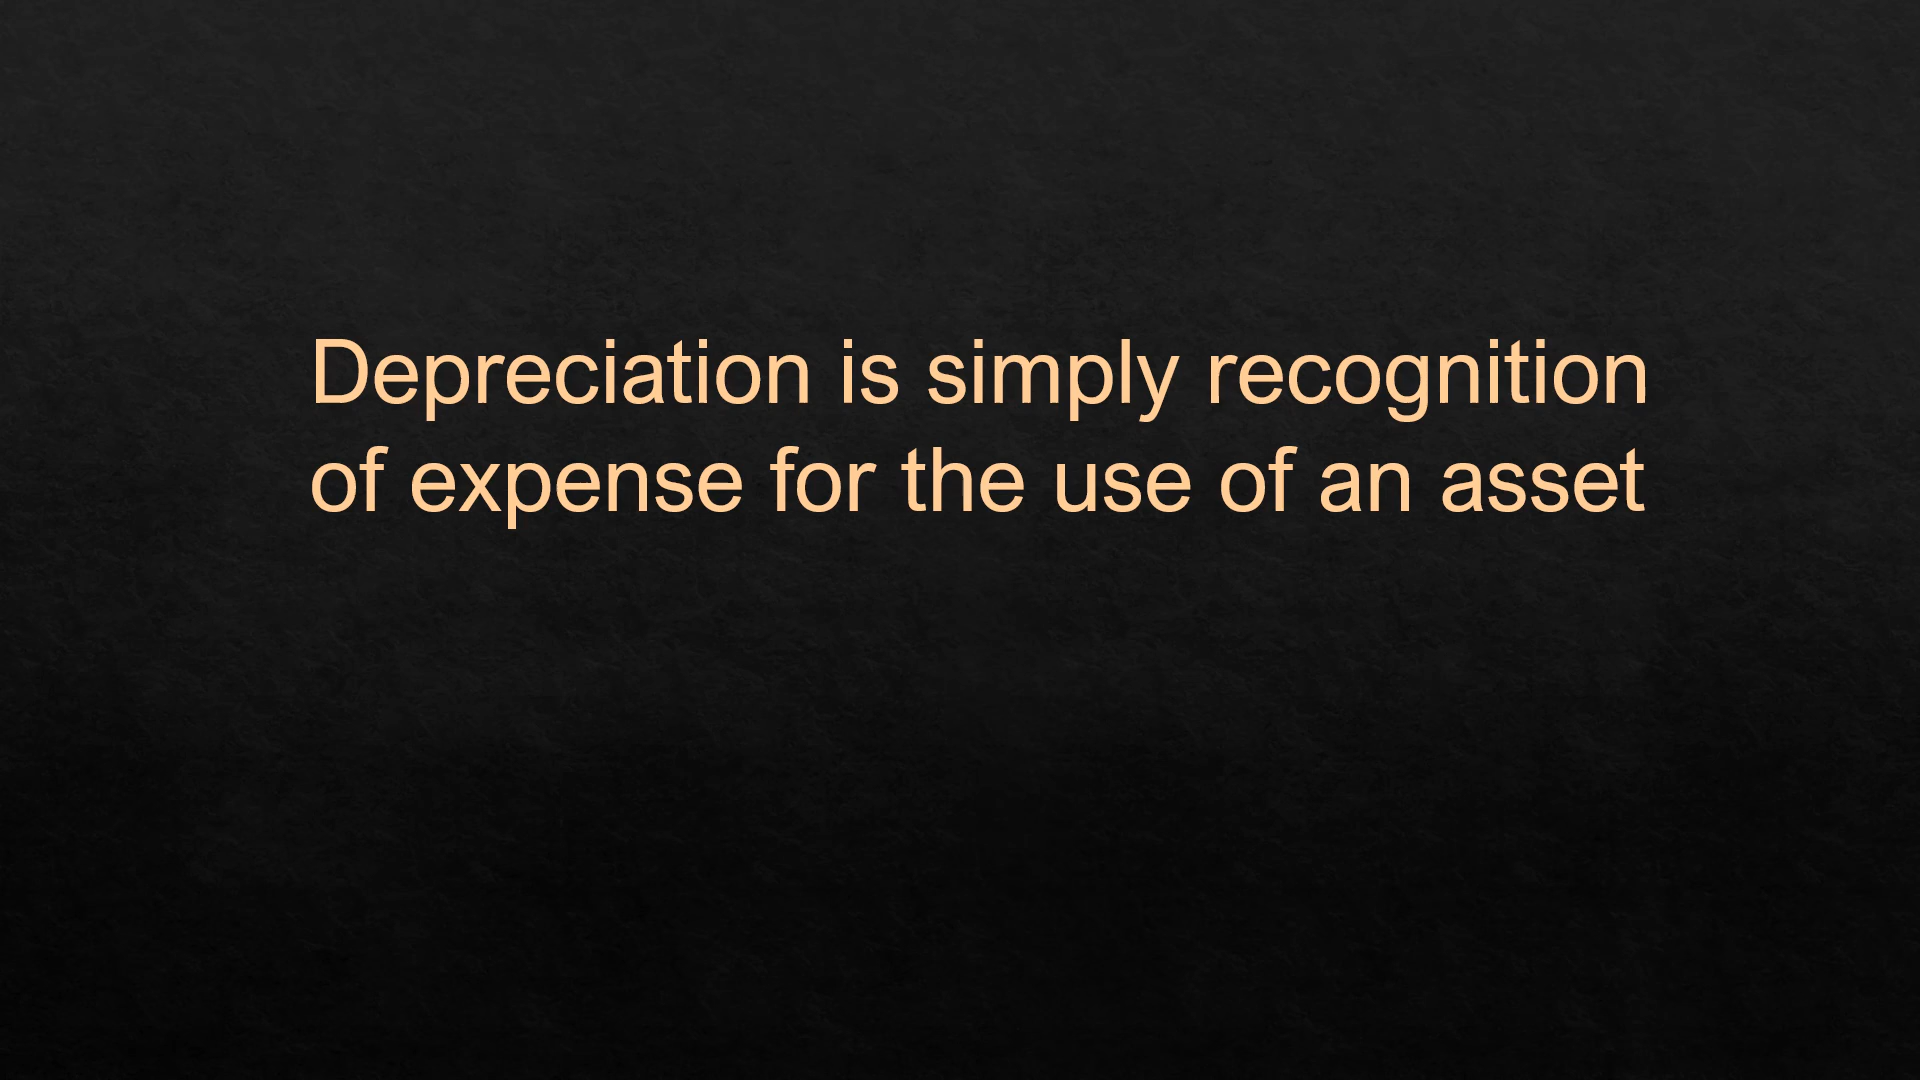 Depreciation is simply recognition
of expense for the use of an asset